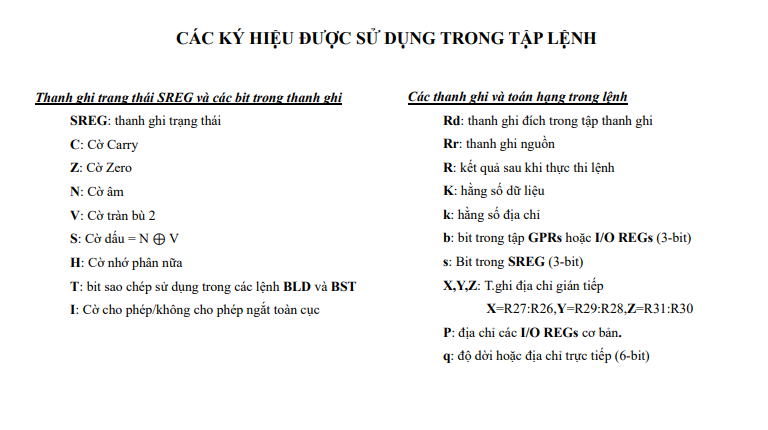 CÁC KÝ HIỆU ĐƯỢC SỬ DỤNG TRONG TẬP LỆNH
Thanh ghi trạng thái SREG và các bit trong thanh ghi
SREG: thanh ghi trạng thái
C: Cờ Carry
Z: Cờ Zero
N: Cờ âm
V: Cờ tràn bù 2
S: Cờ dấu = N ⊕ V
H: Cờ nhớ phân nữa
T: bit sao chép sử dụng trong các lệnh BLD và BST
I: Cờ cho phép/không cho phép ngắt toàn cục
Các thanh ghi và toán hạng trong lệnh
Rd: thanh ghi đích trong tập thanh ghi
Rr: thanh ghi nguồn
R: kết quả sau khi thực thi lệnh
K: hằng số dữ liệu
k: hằng số địa chỉ
b: bit trong tập GPRs hoặc I/O REGs (3-bit)
s: Bit trong SREG (3-bit)
X,Y,Z: T.ghi địa chỉ gián tiếp
X=R27:R26,Y=R29:R28,Z=R31:R30
P: địa chỉ các I/O REGs cơ bản.
q: độ dời hoặc địa chỉ trực tiếp (6-bit)